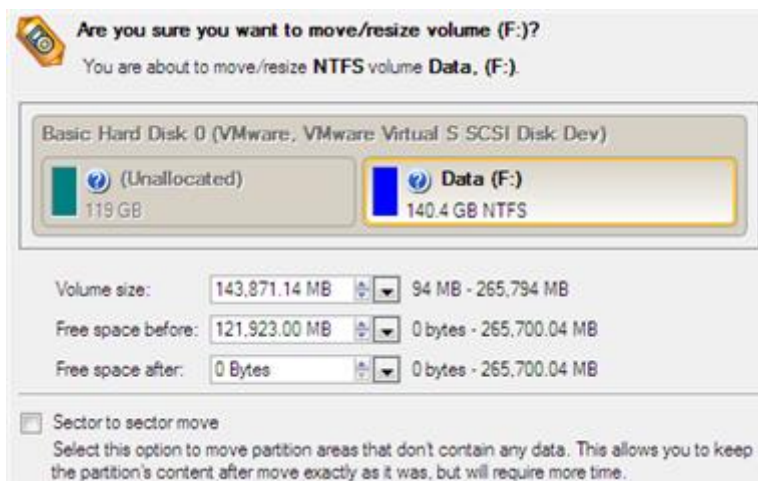 Are you sure you want to move/resize volume (F:)?
You are about to move/resize NTFS volume Data, (F:).
Basic Hard Disk 0 (VMware, VMware Virtual S SCSI Disk Dev)
(Unallocated)
119 GB
Data (F:)
140.4 GB NTFS
Volume size: 143,871.14 MB 94 MB - 265,794 MB
Free space before: 121,923.00 MB 0 bytes - 265,700.04 MB
Free space after: 0 Bytes 0 bytes - 265,700.04 MB
Sector to sector move
Select this option to move partition areas that don't contain any data. This allows you to keep
the partition's content after move exactly as it was, but will require more time.